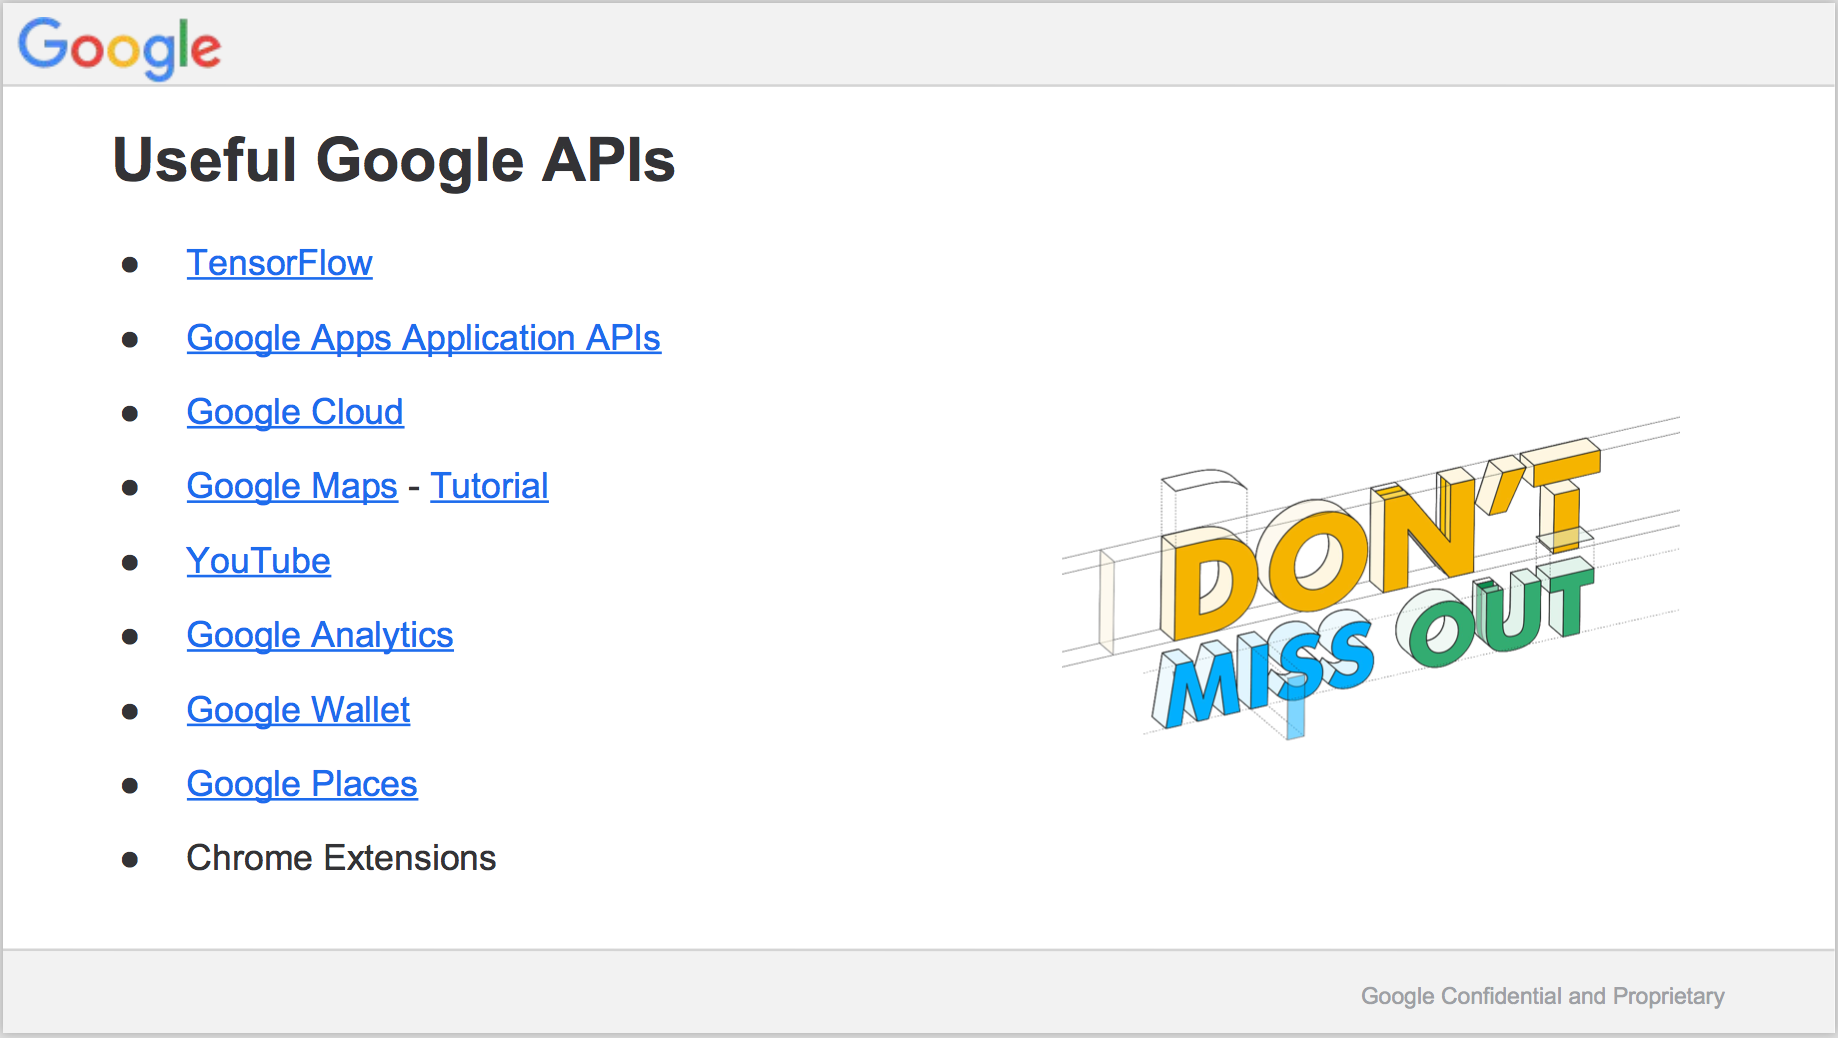 Google
Useful Google APIs
● TensorFlow
● Google Apps Application APIs
● Google Cloud
● Google Maps - Tutorial
● YouTube
● Google Analytics
● Google Wallet
● Google Places
● Chrome Extensions
DON'T
MISS OUT
Google Confidential and Proprietary